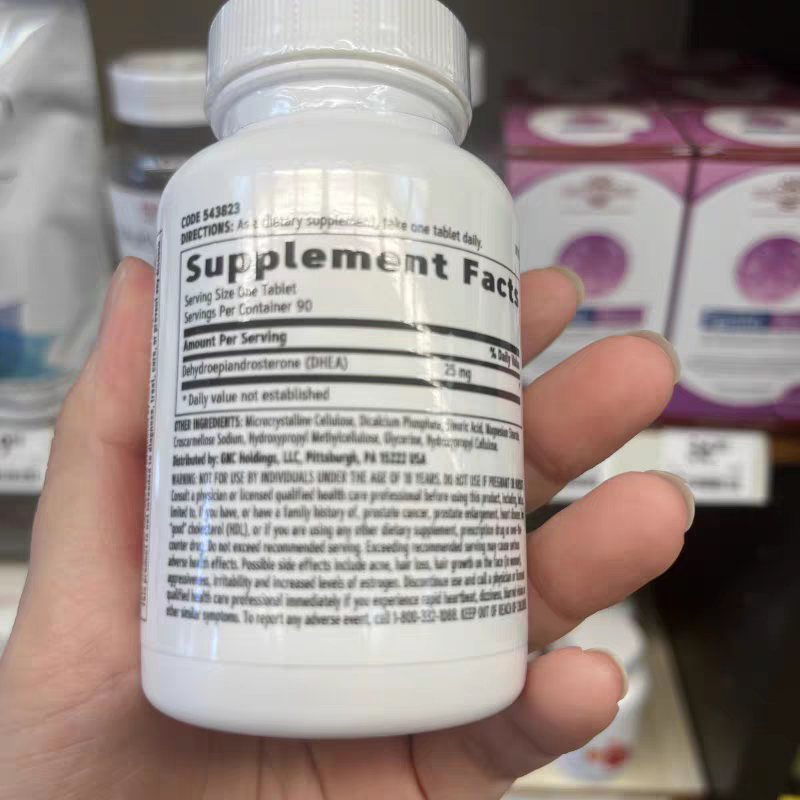 CODE 543823
DIRECTIONS: As a dietary supplement, take one tablet daily.
Supplement Facts
Serving Size One Tablet
Servings Per Container 90
Amount Per Serving
% Daily
Dehydroepiandrosterone (DHEA) 25 mg
* Daily value not established
OTHER INGREDIENTS: Microcrystalline Cellulose, Dicalcium Phosphate, Stearic Acid, Magnesium Stearate,
Croscarmellose Sodium, Hydroxypropyl Methylcellulose, Glycerine, Hydroxypropyl Cellulose.
Distributed by: GNC Holdings, LLC, Pittsburgh, PA 15222 USA
WARNING: NOT FOR USE BY INDIVIDUALS UNDER THE AGE OF 18 YEARS. DO NOT USE IF PREGNANT OR
Consult a physician or licensed qualified health care professional before using this product, including,
limited to, if you have, or have a family history of, prostate cancer, prostate enlargement, heart disease,
"good" cholesterol (HDL), or if you are using any other dietary supplement, prescription drug or
counter drug. Do not exceed recommended serving. Exceeding recommended serving may cause
adverse health effects. Possible side effects include acne, hair loss, hair growth on the face (in women),
aggressiveness, irritability and increased levels of estrogen. Discontinue use and call a physician or
qualified health care professional immediately if you experience rapid heartbeat, dizziness, blurred
other similar symptoms. To report any adverse event, call 1-800-332-1088. KEEP OUT OF REACH OF